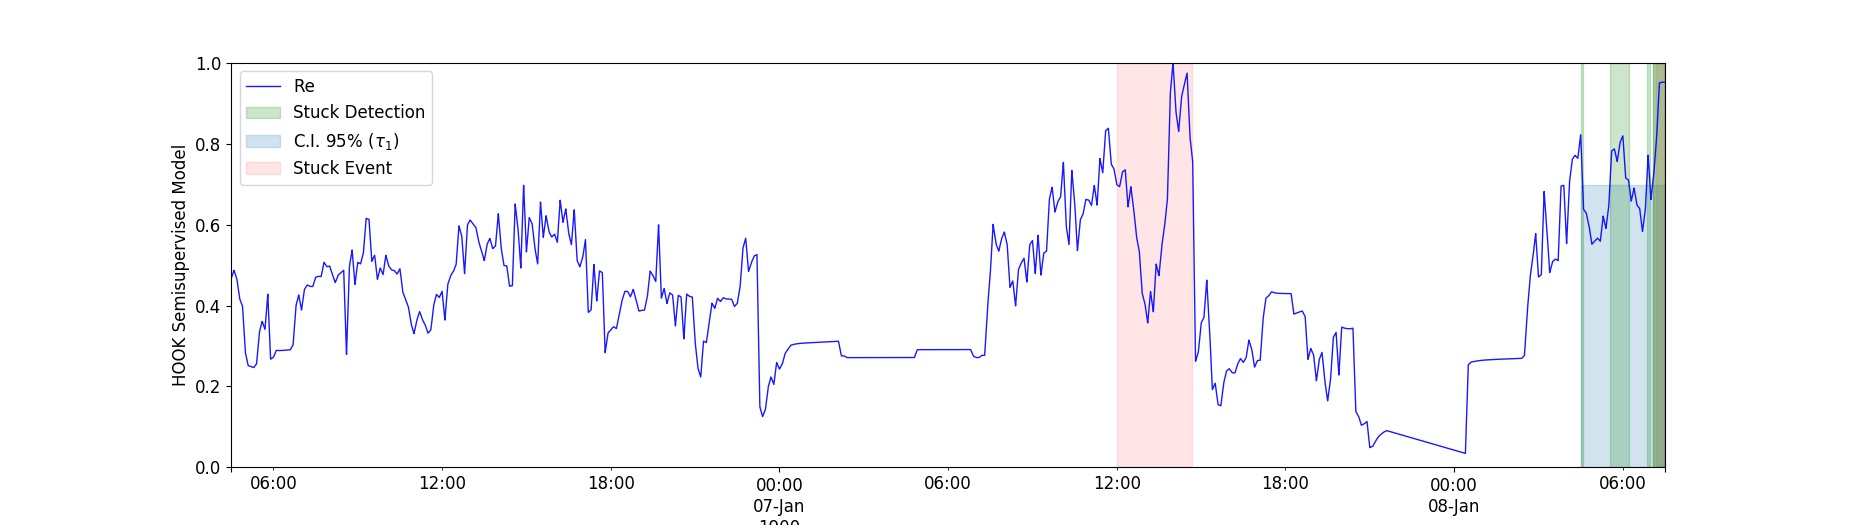 HOOK Semisupervised Model
1.0
0.8
0.6
0.4
0.2
0.0
Re
Stuck Detection
C.I. 95% (τ₁)
Stuck Event
06:00
12:00
18:00
00:00
07-Jan
1900
06:00
12:00
18:00
00:00
08-Jan
06:00